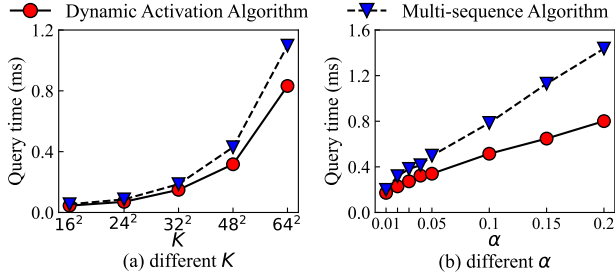 Dynamic Activation Algorithm
Multi-sequence Algorithm
Query time (ms)
1.2
0.8
0.4
0.0
16² 24² 32² 48² 64²
K
(a) different K
Query time (ms)
1.6
1.2
0.8
0.4
0.0
0.01 0.05 0.1 0.15 0.2
α
(b) different α